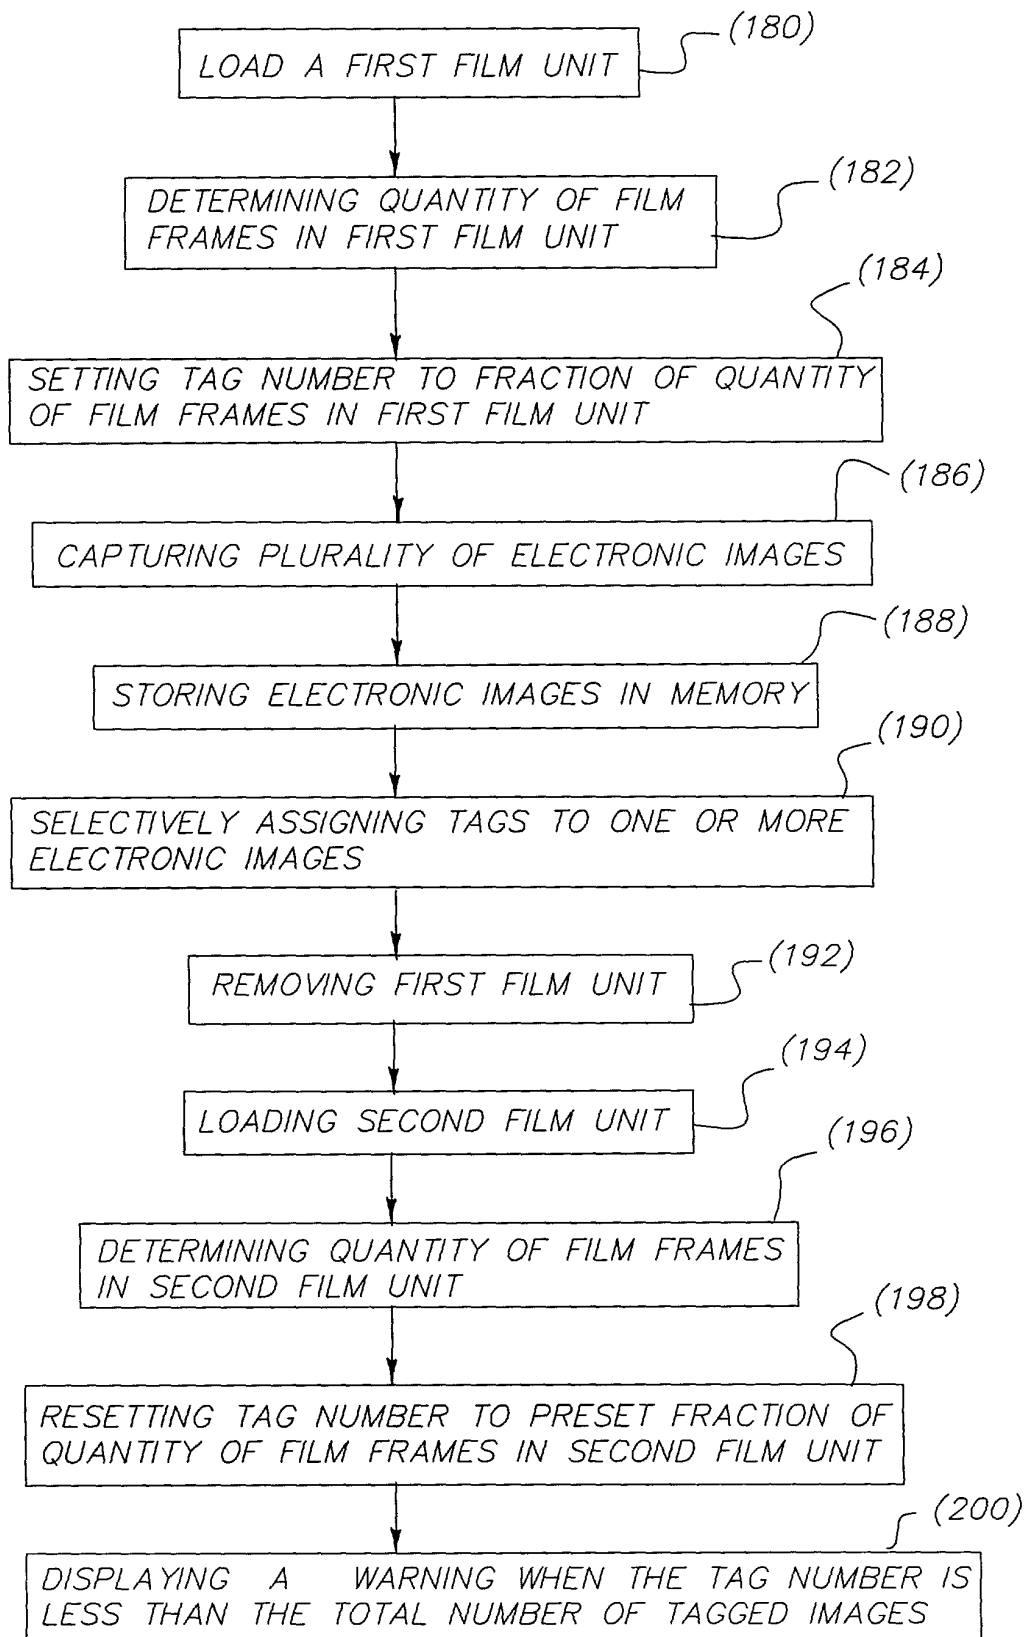 (180)
LOAD A FIRST FILM UNIT
(182)
DETERMINING QUANTITY OF FILM
FRAMES IN FIRST FILM UNIT
(184)
SETTING TAG NUMBER TO FRACTION OF QUANTITY
OF FILM FRAMES IN FIRST FILM UNIT
(186)
CAPTURING PLURALITY OF ELECTRONIC IMAGES
(188)
STORING ELECTRONIC IMAGES IN MEMORY
(190)
SELECTIVELY ASSIGNING TAGS TO ONE OR MORE
ELECTRONIC IMAGES
(192)
REMOVING FIRST FILM UNIT
(194)
LOADING SECOND FILM UNIT
(196)
DETERMINING QUANTITY OF FILM FRAMES
IN SECOND FILM UNIT
(198)
RESETTING TAG NUMBER TO PRESET FRACTION OF
QUANTITY OF FILM FRAMES IN SECOND FILM UNIT
(200)
DISPLAYING A WARNING WHEN THE TAG NUMBER IS
LESS THAN THE TOTAL NUMBER OF TAGGED IMAGES